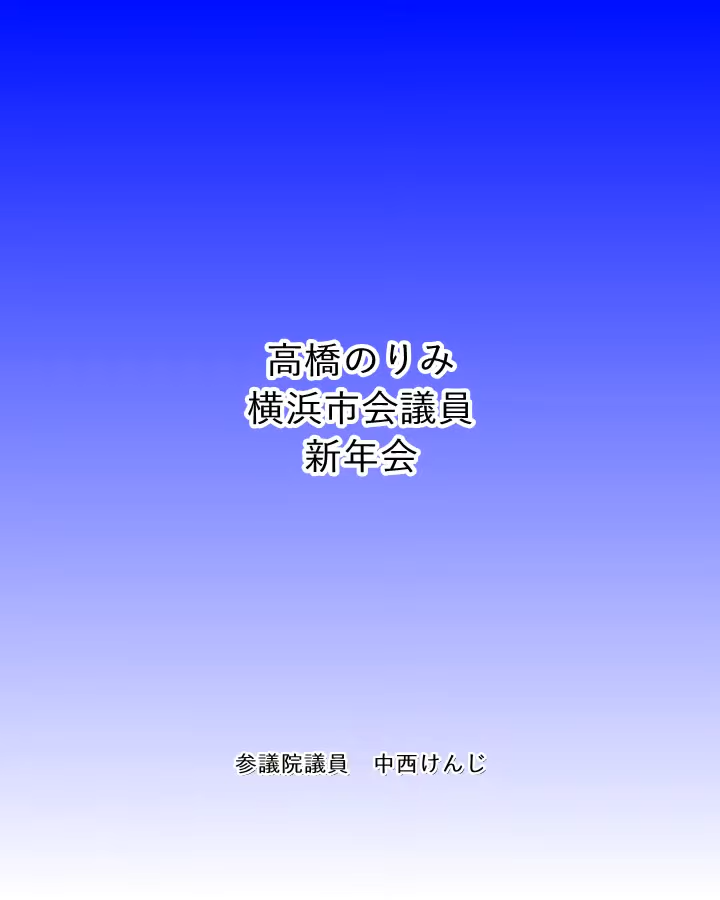 高橋のりみ
横浜市会議員
新年会
参議院議員　中西けんじ